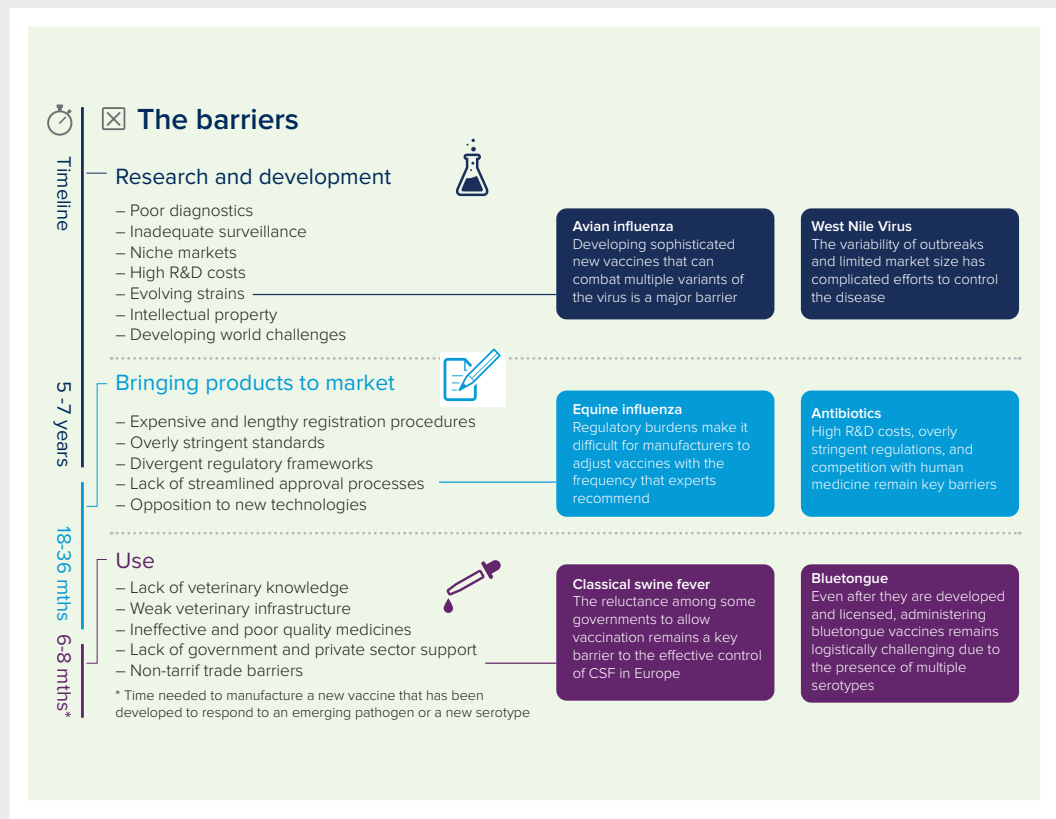 The barriers
Timeline
Research and development
– Poor diagnostics
– Inadequate surveillance
– Niche markets
– High R&D costs
– Evolving strains
– Intellectual property
– Developing world challenges
Avian influenza
Developing sophisticated
new vaccines that can
combat multiple variants of
the virus is a major barrier
West Nile Virus
The variability of outbreaks
and limited market size has
complicated efforts to control
the disease
5 -7 years
Bringing products to market
– Expensive and lengthy registration procedures
– Overly stringent standards
– Divergent regulatory frameworks
– Lack of streamlined approval processes
– Opposition to new technologies
Equine influenza
Regulatory burdens make it
difficult for manufacturers to
adjust vaccines with the
frequency that experts
recommend
Antibiotics
High R&D costs, overly
stringent regulations, and
competition with human
medicine remain key barriers
18-36 mths
Use
– Lack of veterinary knowledge
– Weak veterinary infrastructure
– Ineffective and poor quality medicines
– Lack of government and private sector support
– Non-tarrif trade barriers
* Time needed to manufacture a new vaccine that has been
developed to respond to an emerging pathogen or a new serotype
Classical swine fever
The reluctance among some
governments to allow
vaccination remains a key
barrier to the effective control
of CSF in Europe
Bluetongue
Even after they are developed
and licensed, administering
bluetongue vaccines remains
logistically challenging due to
the presence of multiple
serotypes
6-8 mths*